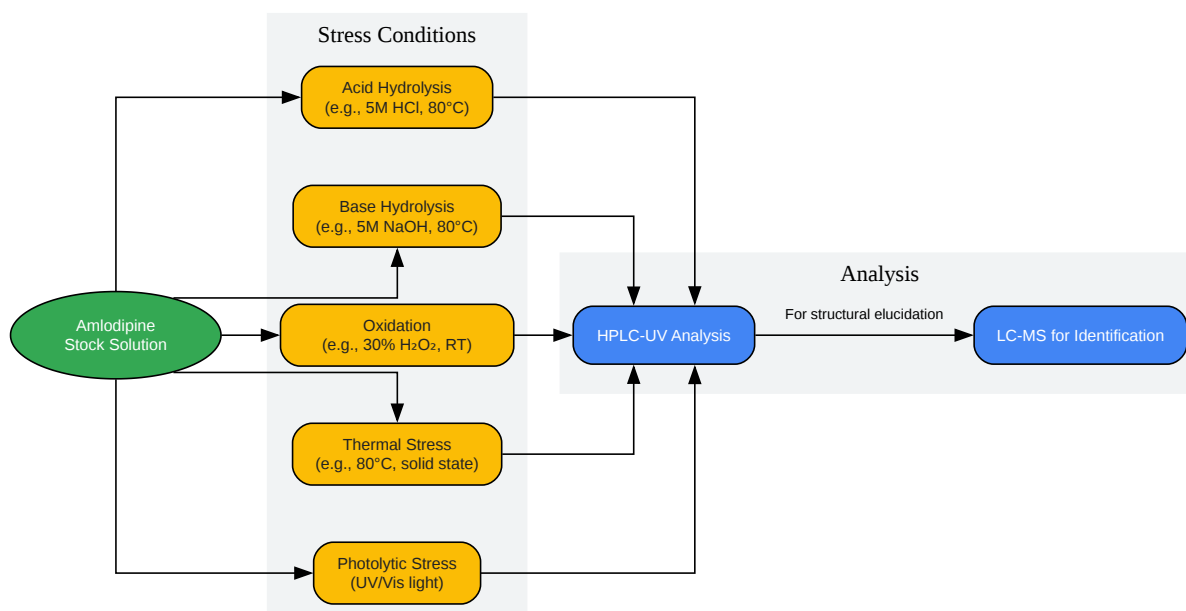 Stress Conditions
Acid Hydrolysis
(e.g., 5M HCl, 80°C)
Base Hydrolysis
(e.g., 5M NaOH, 80°C)
Analysis
Amlodipine
Stock Solution
Oxidation
(e.g., 30% H₂O₂, RT)
HPLC-UV Analysis
For structural elucidation
LC-MS for Identification
Thermal Stress
(e.g., 80°C, solid state)
Photolytic Stress
(UV/Vis light)